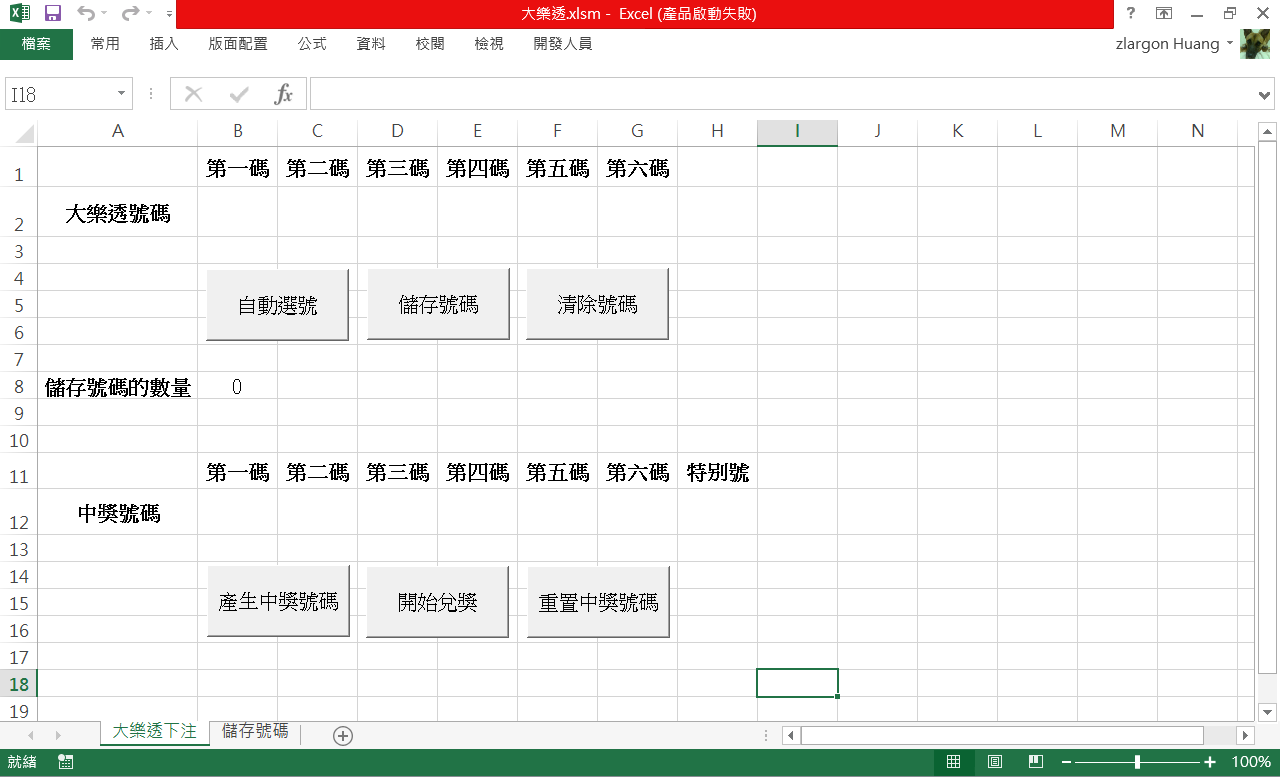 大樂透.xlsm - Excel (產品啟動失敗)
?
檔案 常用 插入 版面配置 公式 資料 校閱 檢視 開發人員 zlargon Huang
I18 fx
A B C D E F G H I J K L M N
1 第一碼 第二碼 第三碼 第四碼 第五碼 第六碼
2 大樂透號碼
3
4
5 自動選號 儲存號碼 清除號碼
6
7
8 儲存號碼的數量 0
9
10
11 第一碼 第二碼 第三碼 第四碼 第五碼 第六碼 特別號
12 中獎號碼
13
14
15 產生中獎號碼 開始兌獎 重置中獎號碼
16
17
18
19
大樂透下注 儲存號碼
就緒 100%